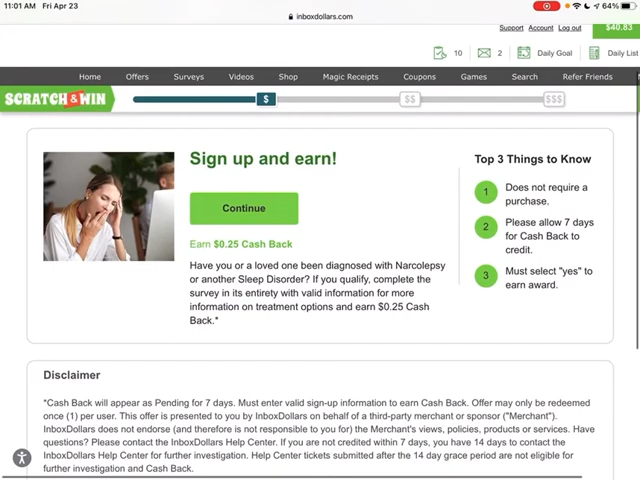 11:01 AM Fri Apr 23
64%
inboxdollars.com
Support Account Log out $40.83
10 2 Daily Goal Daily List
Home Offers Surveys Videos Shop Magic Receipts Coupons Games Search Refer Friends
SCRATCH & WIN $ $$ $$$
Sign up and earn!
Continue
Earn $0.25 Cash Back
Have you or a loved one been diagnosed with Narcolepsy
or another Sleep Disorder? If you qualify, complete the
survey in its entirety with valid information for more
information on treatment options and earn $0.25 Cash
Back.*
Top 3 Things to Know
1 Does not require a
purchase.
2 Please allow 7 days
for Cash Back to
credit.
3 Must select "yes" to
earn award.
Disclaimer
*Cash Back will appear as Pending for 7 days. Must enter valid sign-up information to earn Cash Back. Offer may only be redeemed
once (1) per user. This offer is presented to you by InboxDollars on behalf of a third-party merchant or sponsor ("Merchant").
InboxDollars does not endorse (and therefore is not responsible to you for) the Merchant's views, policies, products or services. Have
questions? Please contact the InboxDollars Help Center. If you are not credited within 7 days, you have 14 days to contact the
InboxDollars Help Center for further investigation. Help Center tickets submitted after the 14 day grace period are not eligible for
further investigation and Cash Back.